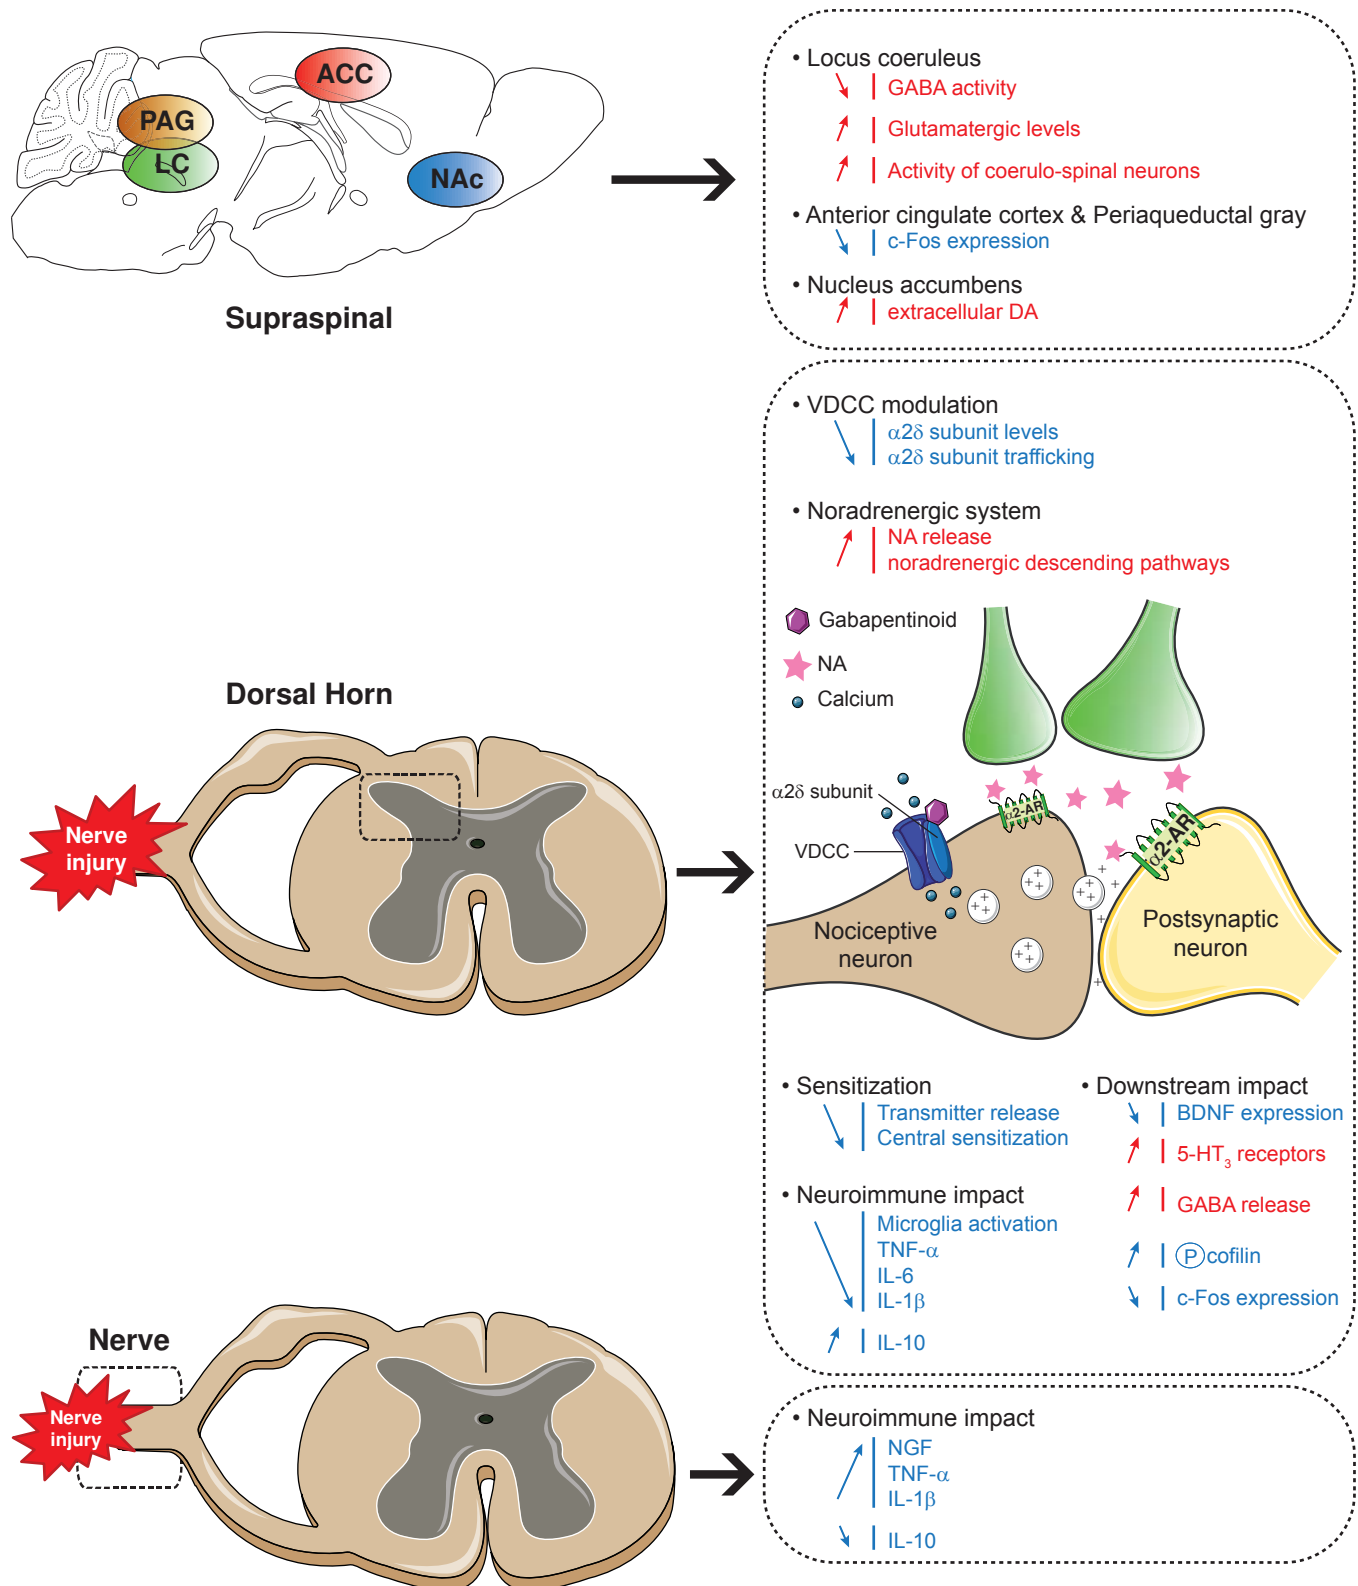 ACC
PAG
LC
NAc
Supraspinal
• Locus coeruleus
GABA activity
Glutamatergic levels
Activity of coerulo-spinal neurons
• Anterior cingulate cortex & Periaqueductal gray
c-Fos expression
• Nucleus accumbens
extracellular DA
• VDCC modulation
α2δ subunit levels
α2δ subunit trafficking
• Noradrenergic system
NA release
noradrenergic descending pathways
Gabapentinoid
NA
Calcium
Dorsal Horn
Nerve
injury
α2δ subunit
VDCC
α2-AR
α2-AR
Nociceptive
neuron
Postsynaptic
neuron
• Sensitization
Transmitter release
Central sensitization
• Neuroimmune impact
Microglia activation
TNF-α
IL-6
IL-1β
IL-10
• Downstream impact
BDNF expression
5-HT₃ receptors
GABA release
Ⓟ cofilin
c-Fos expression
Nerve
Nerve
injury
• Neuroimmune impact
NGF
TNF-α
IL-1β
IL-10